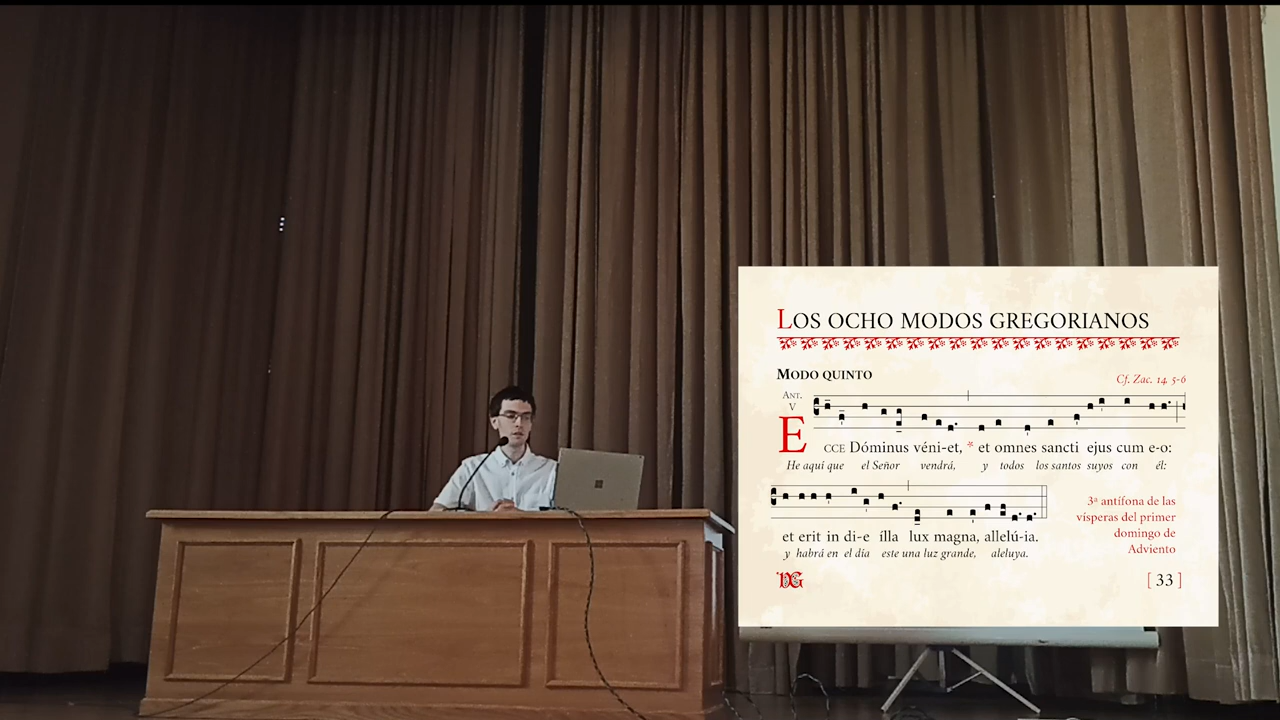 LOS OCHO MODOS GREGORIANOS
MODO QUINTO
Cf. Zac. 14, 5-6
ANT.
V
ECCE Dóminus véni-et, * et omnes sancti ejus cum e-o:
He aquí que el Señor vendrá, y todos los santos suyos con él:
et erit in di-e illa lux magna, allelú-ia.
y habrá en el día este una luz grande, aleluya.
3ª antífona de las
vísperas del primer
domingo de
Adviento
[ 33 ]